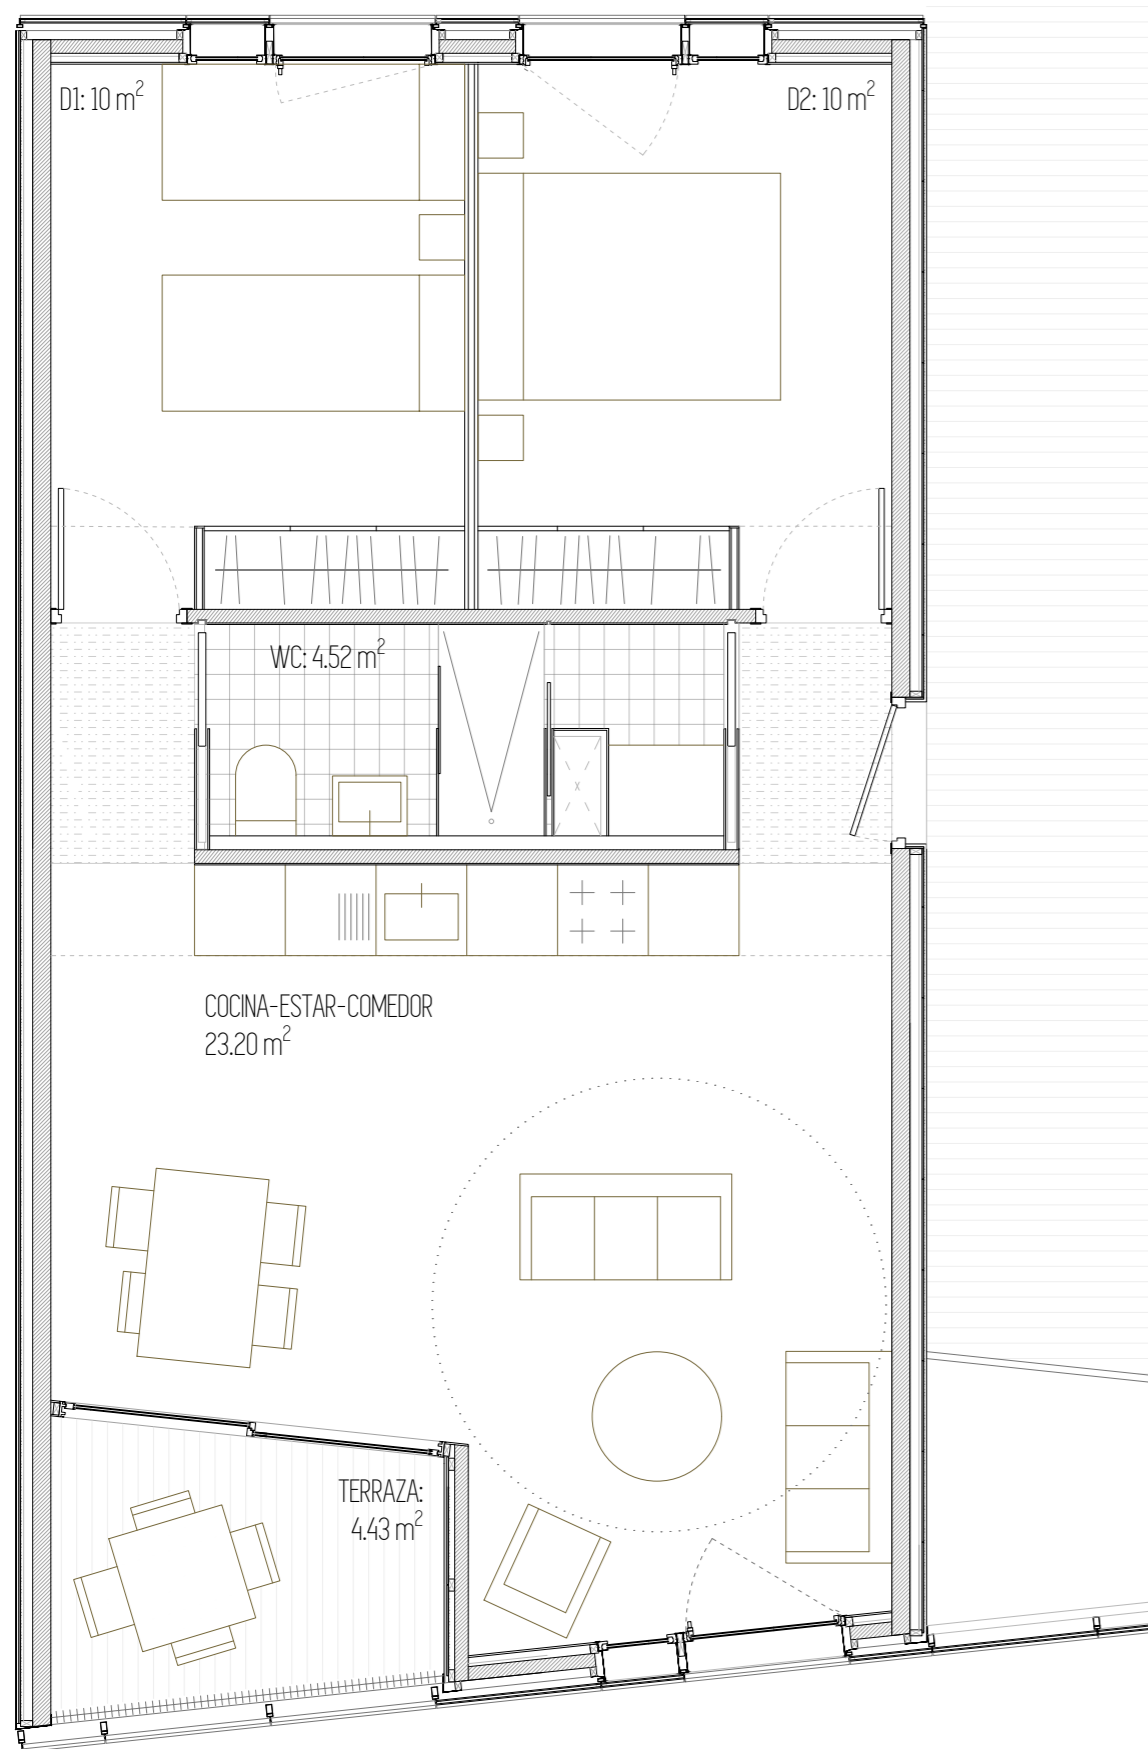 D1: 10 m²
D2: 10 m²
WC: 4.52 m²
COCINA-ESTAR-COMEDOR
23.20 m²
TERRAZA:
4.43 m²